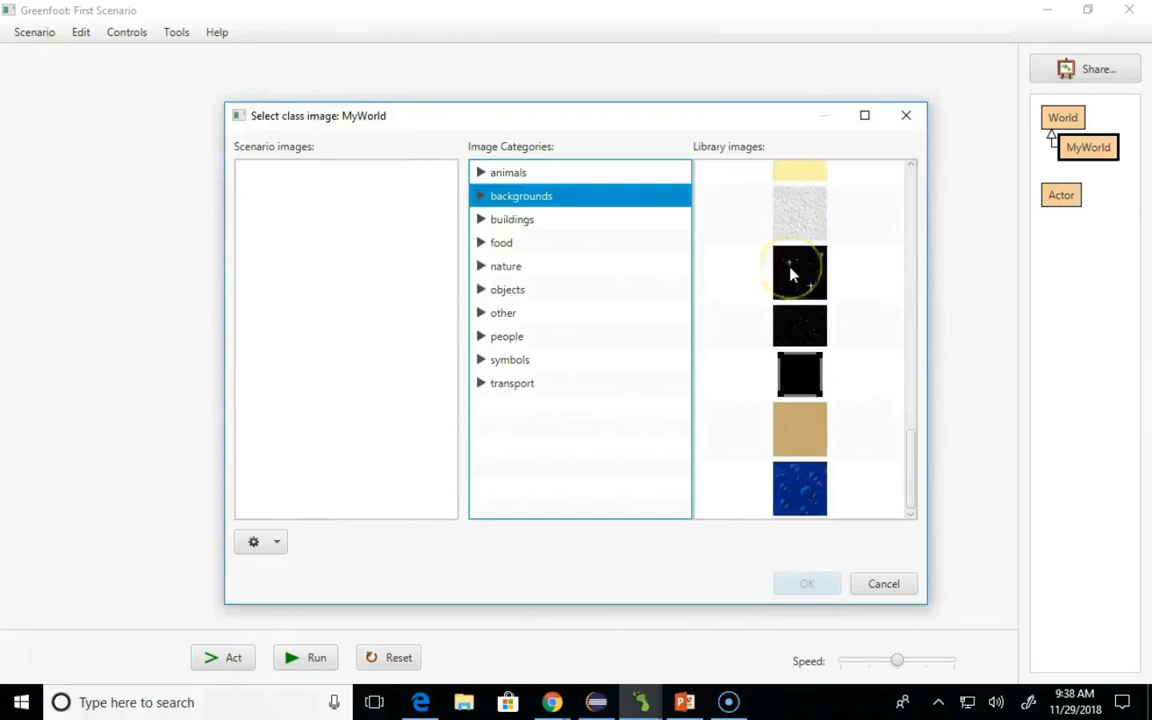 Greenfoot: First Scenario
Scenario Edit Controls Tools Help
Share...
Select class image: MyWorld
Scenario images:
Image Categories:
Library images:
World
MyWorld
Actor
animals
backgrounds
buildings
food
nature
objects
other
people
symbols
transport
OK
Cancel
Act
Run
Reset
Speed:
Type here to search
9:38 AM
11/29/2018